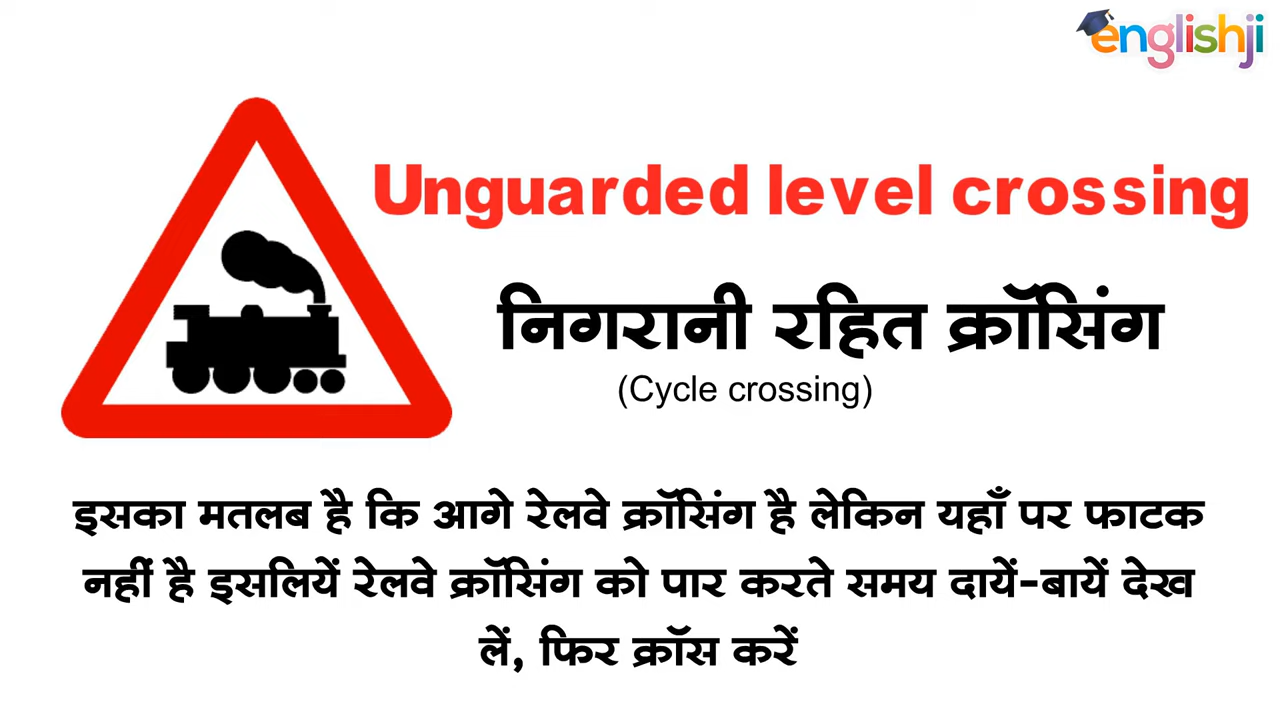 englishji
Unguarded level crossing
निगरानी रहित क्रॉसिंग
(Cycle crossing)
इसका मतलब है कि आगे रेलवे क्रॉसिंग है लेकिन यहाँ पर फाटक
नहीं है इसलियें रेलवे क्रॉसिंग को पार करते समय दायें-बायें देख
लें, फिर क्रॉस करें